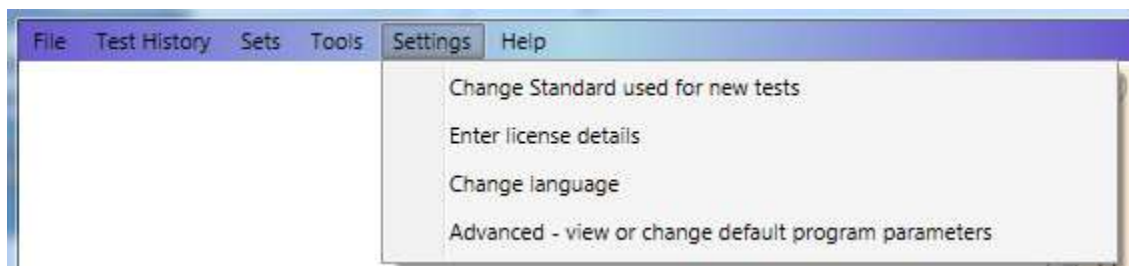 File Test History Sets Tools Settings Help
Change Standard used for new tests
Enter license details
Change language
Advanced - view or change default program parameters